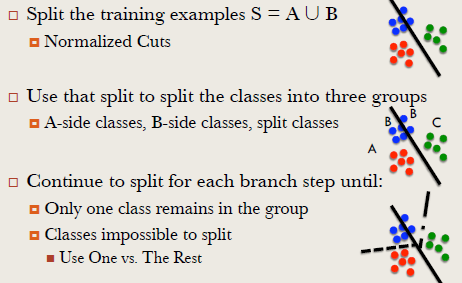 Split the training examples S = A ∪ B
Normalized Cuts
Use that split to split the classes into three groups
A-side classes, B-side classes, split classes
B B C
A
Continue to split for each branch step until:
Only one class remains in the group
Classes impossible to split
Use One vs. The Rest